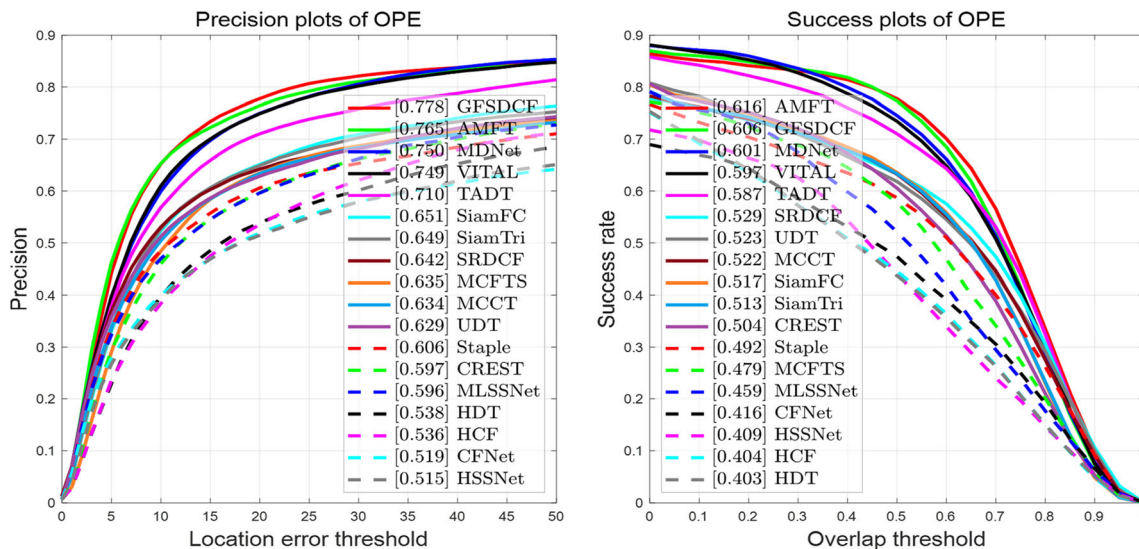 Precision plots of OPE
0.9
0.8
0.7
0.6
0.5
0.4
0.3
0.2
0.1
0
Precision
[0.778] GFSDCF
[0.765] AMFT
[0.750] MDNet
[0.749] VITAL
[0.710] TADT
[0.651] SiamFC
[0.649] SiamTri
[0.642] SRDCF
[0.635] MCFTS
[0.634] MCCT
[0.629] UDT
[0.606] Staple
[0.597] CREST
[0.596] MLSSNet
[0.538] HDT
[0.536] HCF
[0.519] CFNet
[0.515] HSSNet
0 5 10 15 20 25 30 35 40 45 50
Location error threshold
Success plots of OPE
0.9
0.8
0.7
0.6
0.5
0.4
0.3
0.2
0.1
0
Success rate
[0.616] AMFT
[0.606] GFSDCF
[0.601] MDNet
[0.597] VITAL
[0.587] TADT
[0.529] SRDCF
[0.523] UDT
[0.522] MCCT
[0.517] SiamFC
[0.513] SiamTri
[0.504] CREST
[0.492] Staple
[0.479] MCFTS
[0.459] MLSSNet
[0.416] CFNet
[0.409] HSSNet
[0.404] HCF
[0.403] HDT
0 0.1 0.2 0.3 0.4 0.5 0.6 0.7 0.8 0.9
Overlap threshold